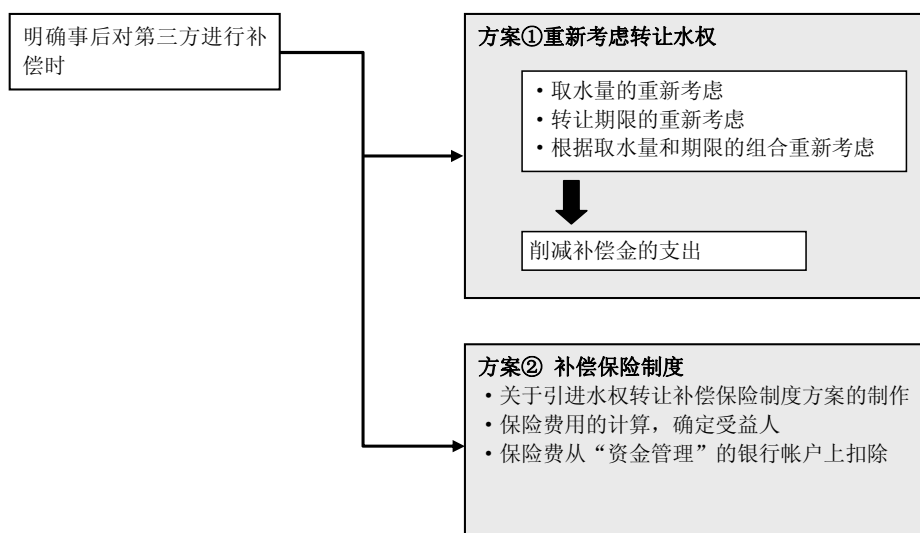 明确事后对第三方进行补
偿时
方案①重新考虑转让水权
・取水量的重新考虑
・转让期限的重新考虑
・根据取水量和期限的组合重新考虑
削减补偿金的支出
方案② 补偿保险制度
・关于引进水权转让补偿保险制度方案的制作
・保险费用的计算，确定受益人
・保险费从“资金管理”的银行帐户上扣除